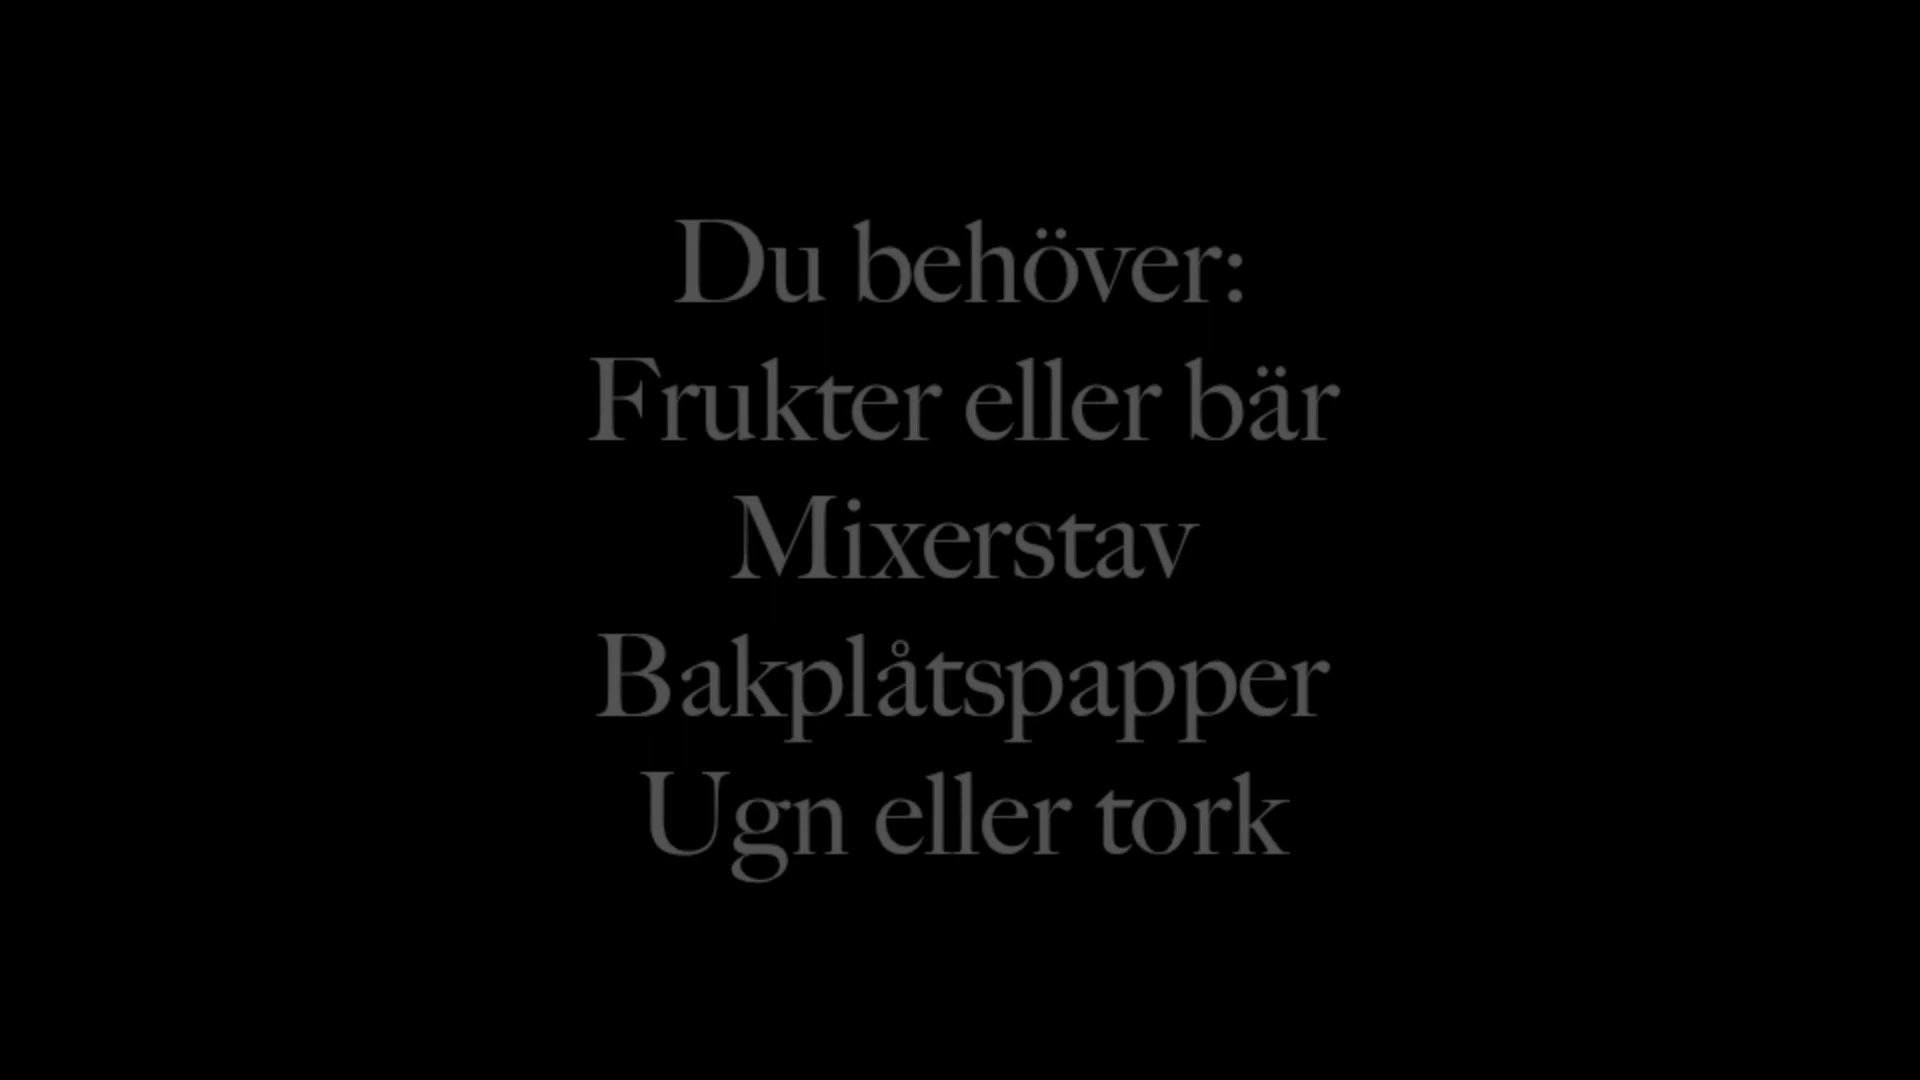 Du behöver:
Frukter eller bär
Mixerstav
Bakplåtspapper
Ugn eller tork